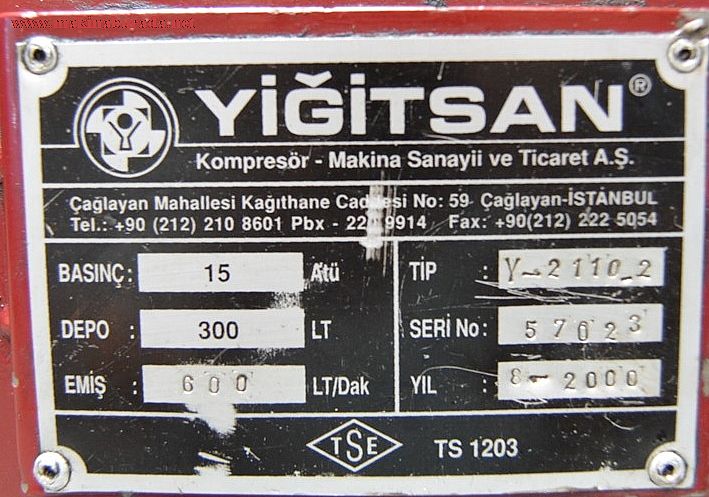 YİĞİTSAN®
Kompresör - Makina Sanayii ve Ticaret A.Ş.
Çağlayan Mahallesi Kağıthane Caddesi No: 59 Çağlayan-İSTANBUL
Tel.: +90 (212) 210 8601 Pbx - 9914 Fax: +90(212) 222 5054
BASINÇ: 15 Atü
DEPO : 300 LT
EMİŞ : 600 LT/Dak
TİP : Y-2110-2
SERİ No: 57623
YIL : 8-2000
TSE TS 1203